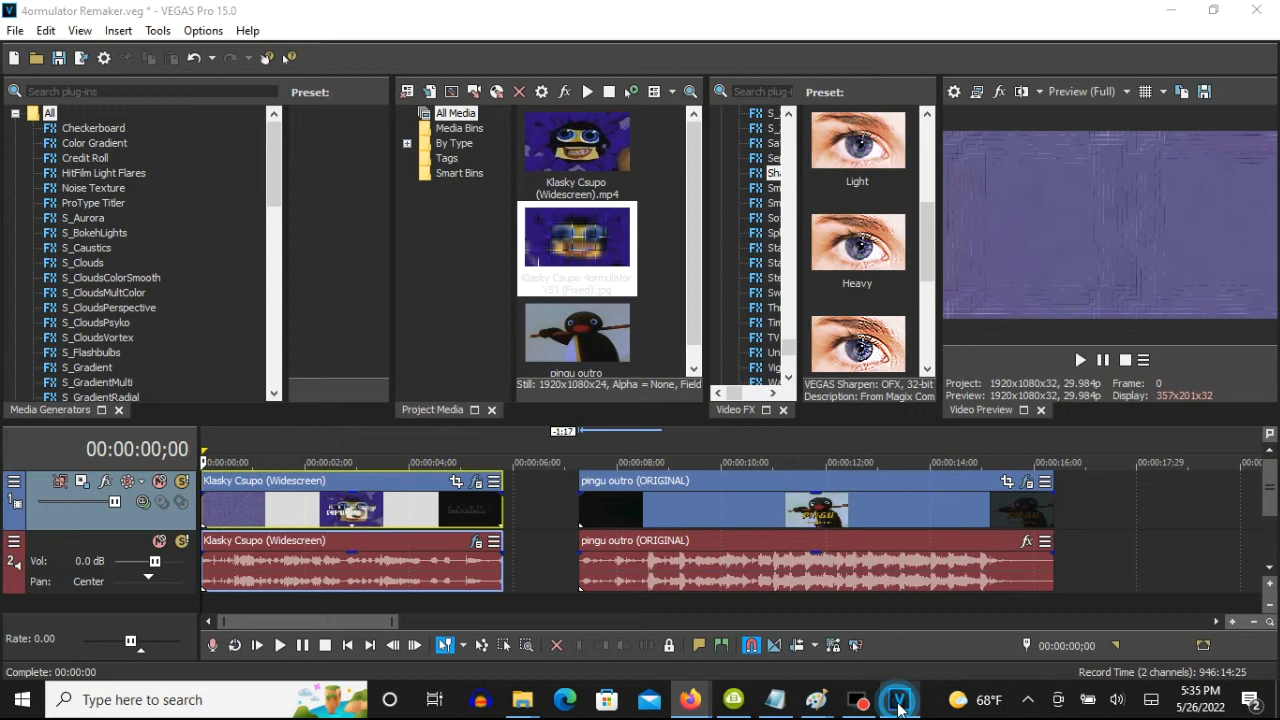 4ormulator Remaker.veg * - VEGAS Pro 15.0
File Edit View Insert Tools Options Help
Search plug-ins
Preset:
All
Checkerboard
Color Gradient
Credit Roll
HitFilm Light Flares
Noise Texture
ProType Titler
S_Aurora
S_BokehLights
S_Caustics
S_Clouds
S_CloudsColorSmooth
S_CloudsMultColor
S_CloudsPerspective
S_CloudsPsyko
S_CloudsVortex
S_Flashbulbs
S_Gradient
S_GradientMulti
S_GradientRadial
Media Generators
All Media
Media Bins
By Type
Tags
Smart Bins
Klasky Csupo
(Widescreen).mp4
Klasky Csupo 4ormulator
V51 (Fixed).jpg
pingu outro
Still: 1920x1080x24, Alpha = None, Field
Project Media
Search plug-i
Preset:
Light
Heavy
VEGAS Sharpen: OFX, 32-bit
Description: From Magix Com
Video FX
Preview (Full)
Project: 1920x1080x32, 29.984p
Frame: 0
Preview: 1920x1080x32, 29.984p
Display: 357x201x32
Video Preview
00:00:00;00
-1:17
00:00:00;00 00:00:02;00 00:00:04;00 00:00:06;00 00:00:08;00 00:00:10;00 00:00:12;00 00:00:14;00 00:00:16;00 00:00:17;29 00:00
1
Klasky Csupo (Widescreen)
pingu outro (ORIGINAL)
2
Klasky Csupo (Widescreen)
pingu outro (ORIGINAL)
Vol: 0.0 dB
Pan: Center
Rate: 0.00
00:00:00;00
Complete: 00:00:00
Record Time (2 channels): 946:14:25
Type here to search
68°F
5:35 PM
5/26/2022
2